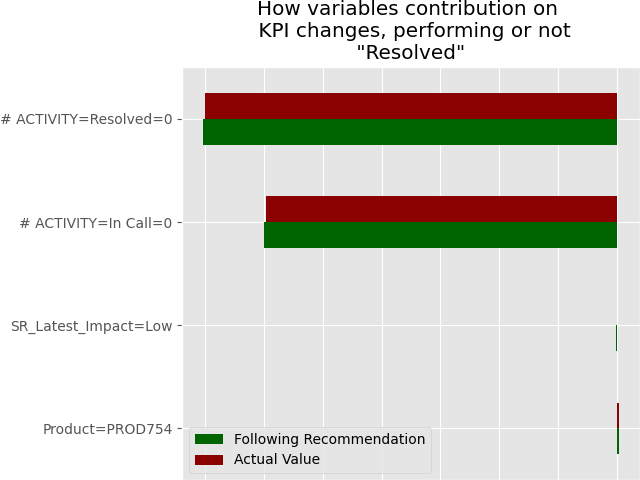 How variables contribution on
KPI changes, performing or not
"Resolved"
# ACTIVITY=Resolved=0
# ACTIVITY=In Call=0
SR_Latest_Impact=Low
Product=PROD754
Following Recommendation
Actual Value